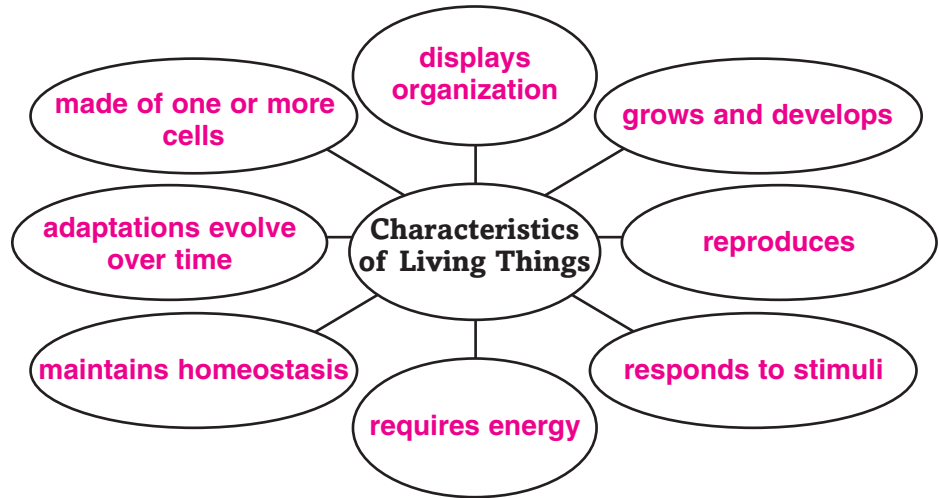 displays
organization
made of one or more
cells
grows and develops
adaptations evolve
over time
Characteristics
of Living Things
reproduces
maintains homeostasis
requires energy
responds to stimuli